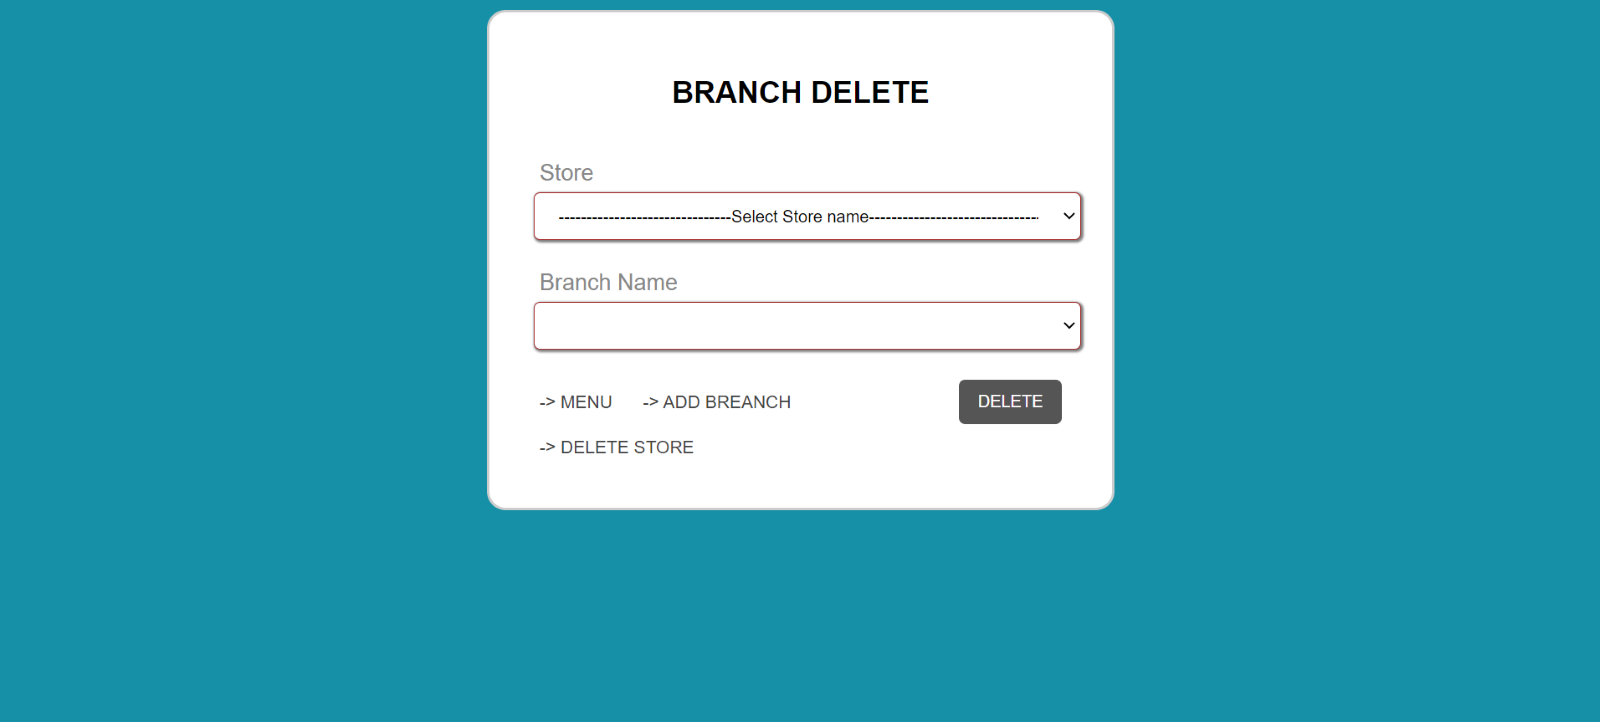 BRANCH DELETE
Store
-------------------------------Select Store name-------------------------------
Branch Name
-> MENU -> ADD BREANCH DELETE
-> DELETE STORE